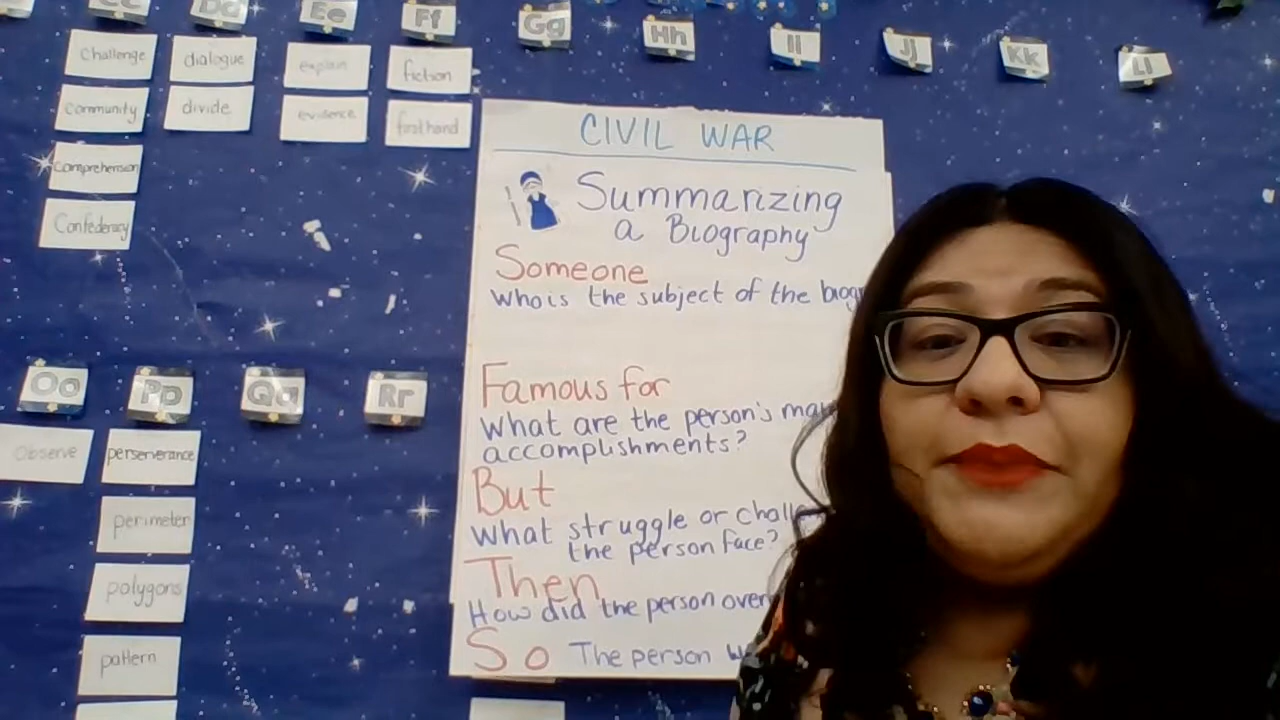 Cc
Dd
Ee
Ff
Gg
Hh
Ii
Jj
Kk
Ll
Challenge
dialogue
explain
fiction
Community
divide
evidence
firsthand
Comprehension
Confederacy
CIVIL WAR
Summarizing
a Biography
Someone
Who is the subject of the
Famous for
What are the person's
accomplishments?
But
What struggle or
the person face?
Then
How did the person
So The person
Oo
Pp
Qq
Rr
Observe
perserverance
perimeter
polygons
pattern